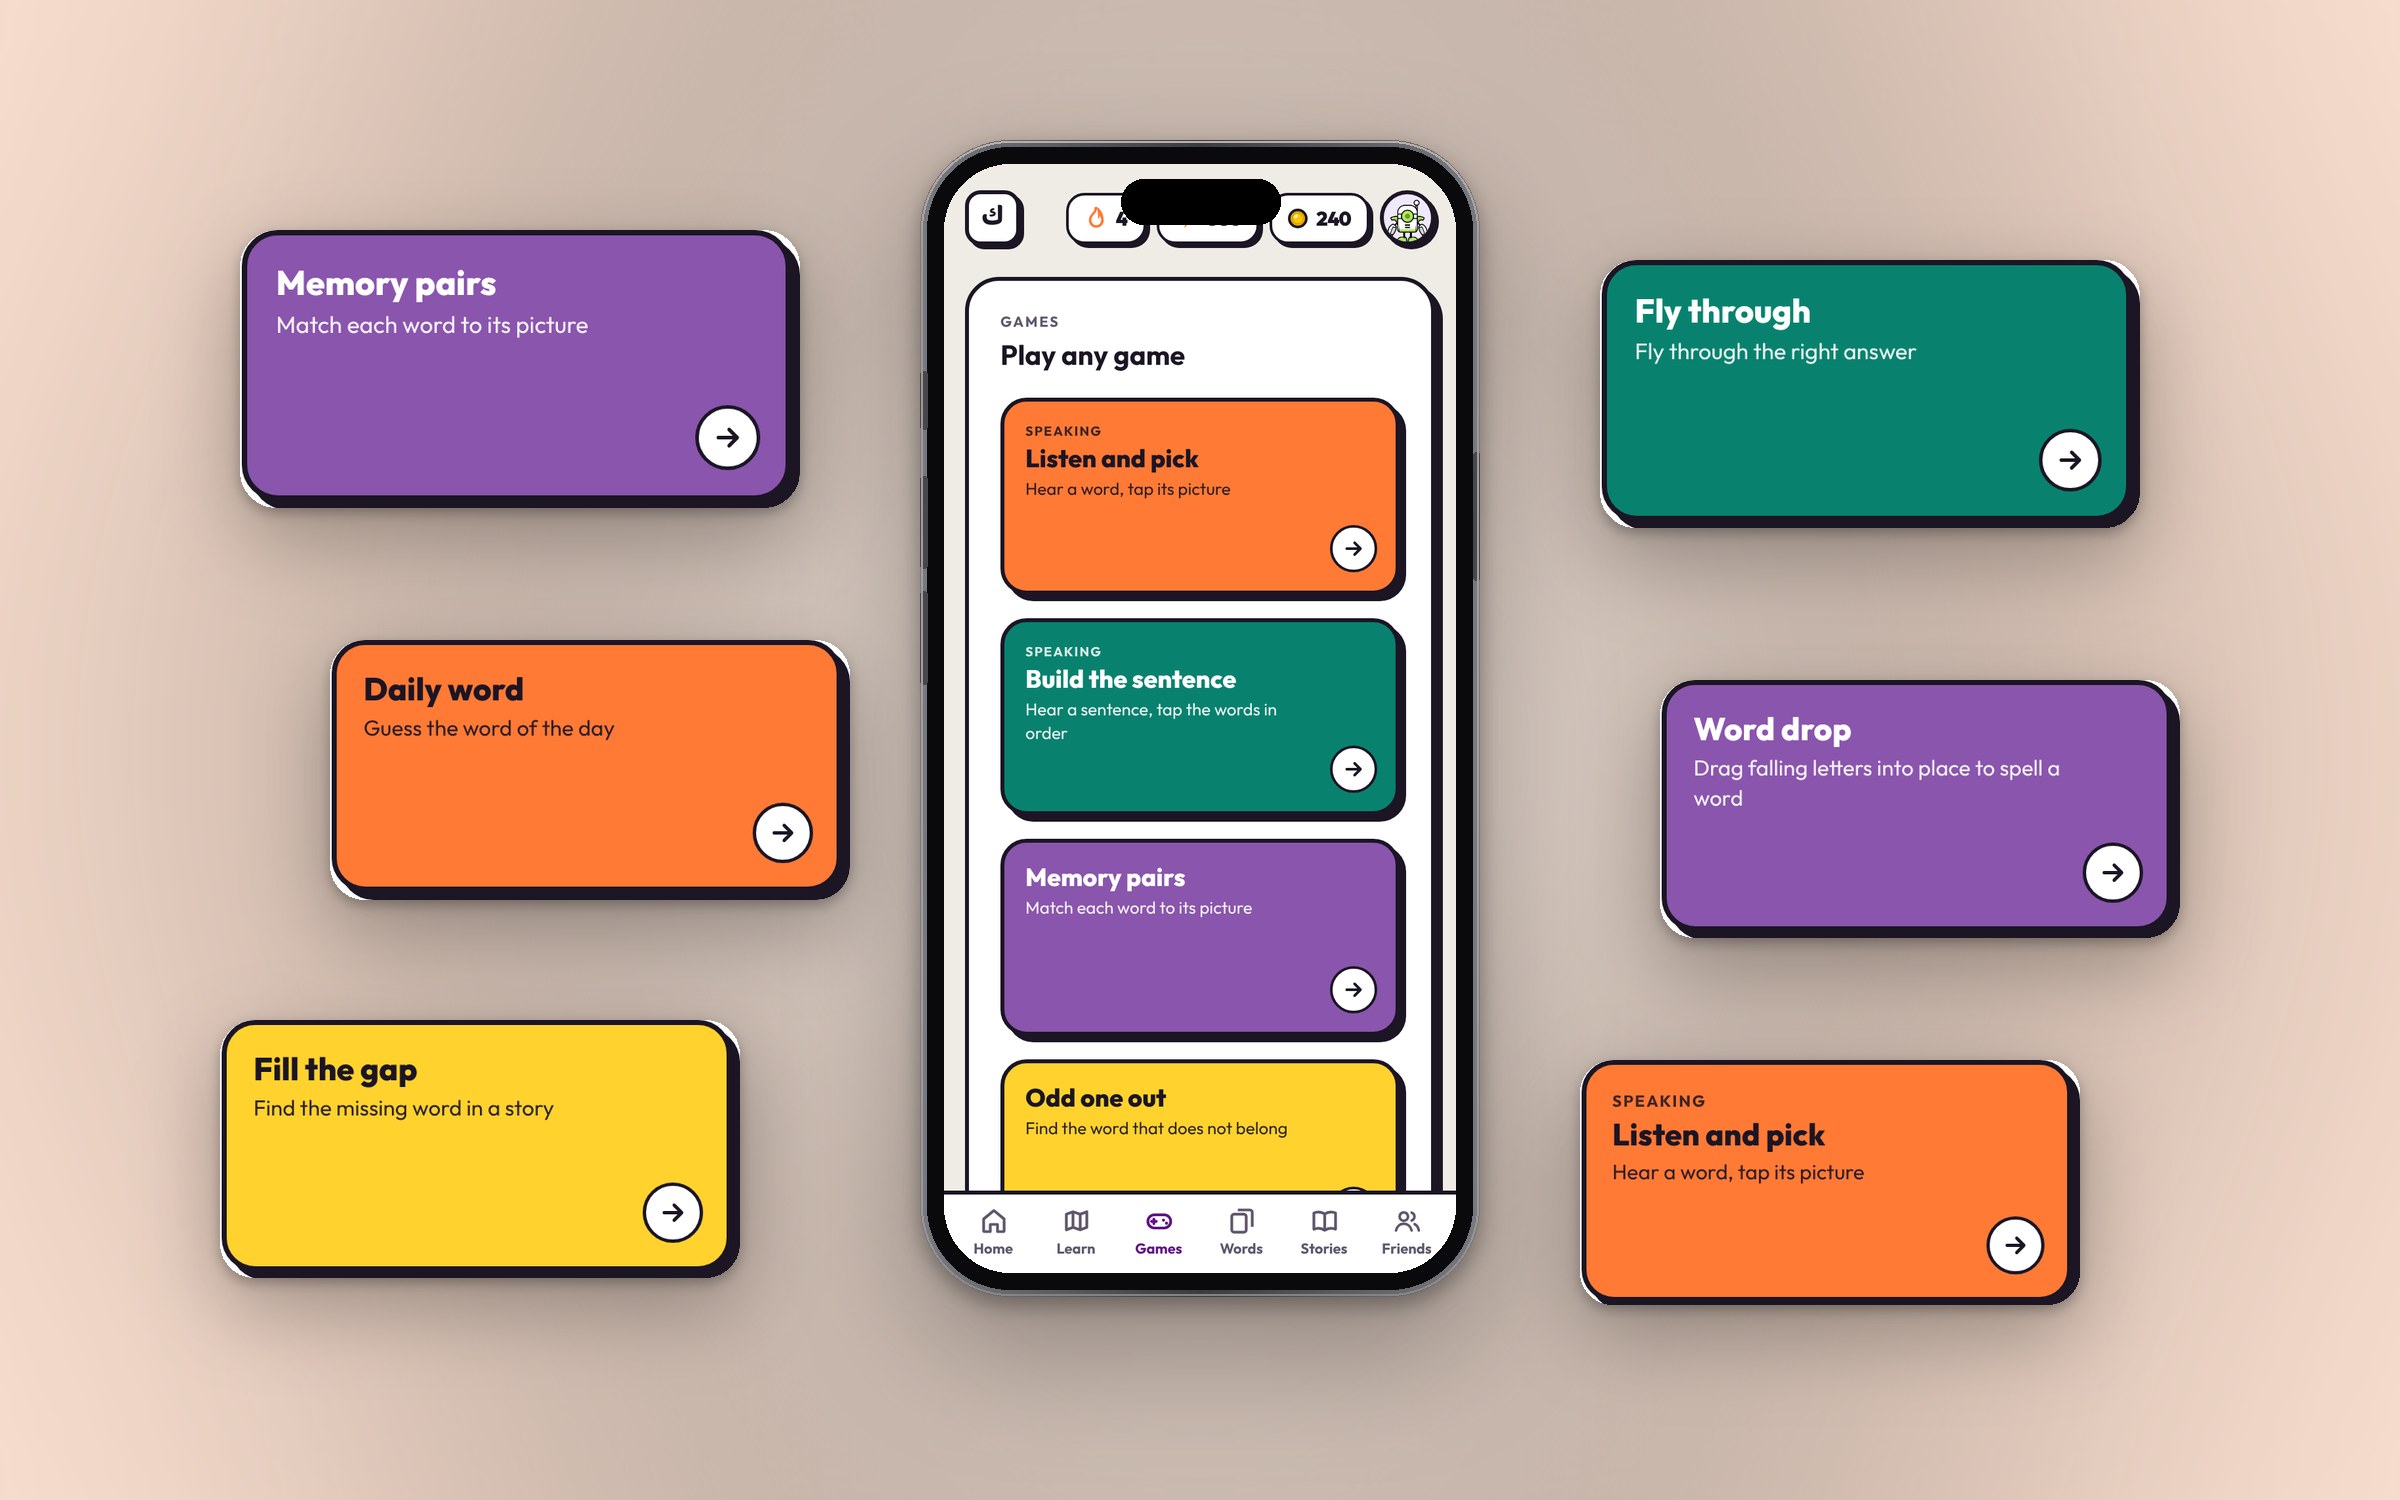 Memory pairs
Match each word to its picture
Daily word
Guess the word of the day
Fill the gap
Find the missing word in a story
ك
4
240
GAMES
Play any game
SPEAKING
Listen and pick
Hear a word, tap its picture
SPEAKING
Build the sentence
Hear a sentence, tap the words in
order
Memory pairs
Match each word to its picture
Odd one out
Find the word that does not belong
Home
Learn
Games
Words
Stories
Friends
Fly through
Fly through the right answer
Word drop
Drag falling letters into place to spell a
word
SPEAKING
Listen and pick
Hear a word, tap its picture